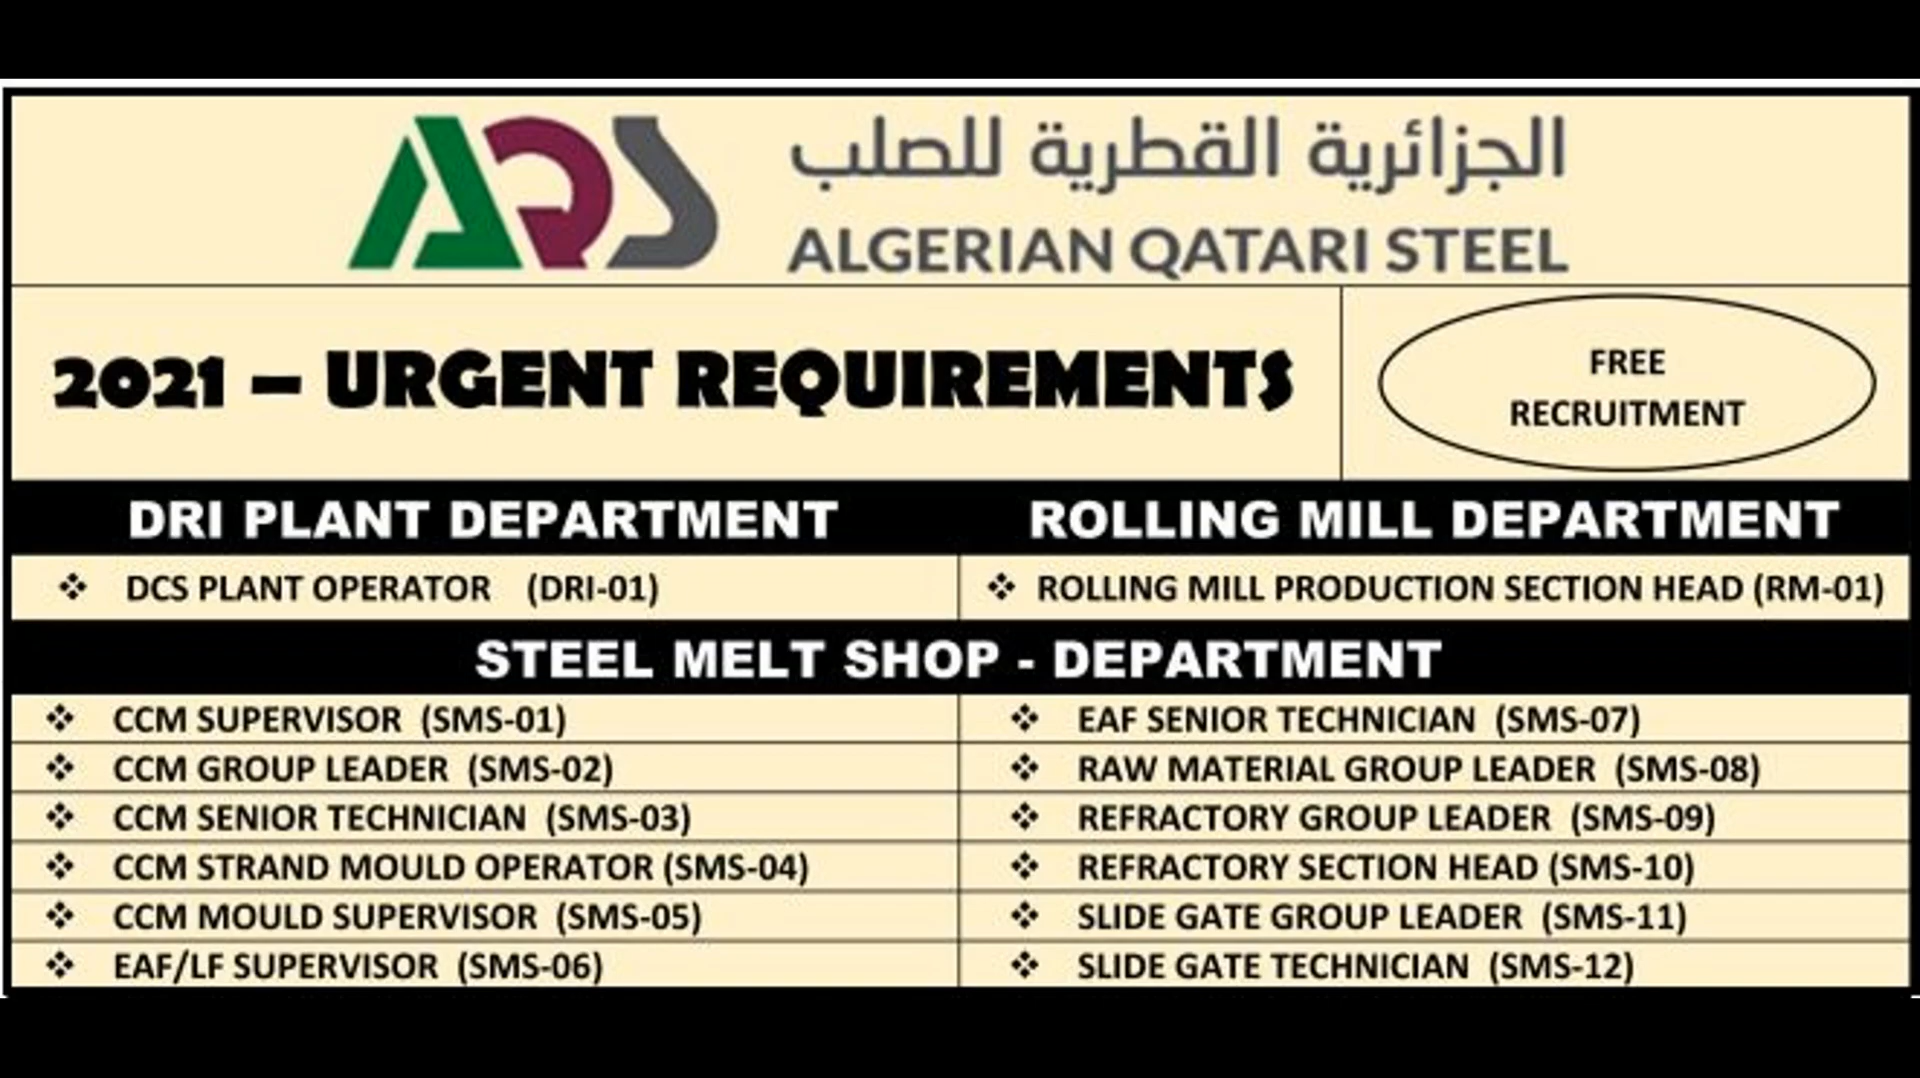 AQS
الجزائرية القطرية للصلب
ALGERIAN QATARI STEEL
2021 – URGENT REQUIREMENTS
FREE
RECRUITMENT
DRI PLANT DEPARTMENT
ROLLING MILL DEPARTMENT
❖ DCS PLANT OPERATOR (DRI-01)
❖ ROLLING MILL PRODUCTION SECTION HEAD (RM-01)
STEEL MELT SHOP - DEPARTMENT
❖ CCM SUPERVISOR (SMS-01)
❖ EAF SENIOR TECHNICIAN (SMS-07)
❖ CCM GROUP LEADER (SMS-02)
❖ RAW MATERIAL GROUP LEADER (SMS-08)
❖ CCM SENIOR TECHNICIAN (SMS-03)
❖ REFRACTORY GROUP LEADER (SMS-09)
❖ CCM STRAND MOULD OPERATOR (SMS-04)
❖ REFRACTORY SECTION HEAD (SMS-10)
❖ CCM MOULD SUPERVISOR (SMS-05)
❖ SLIDE GATE GROUP LEADER (SMS-11)
❖ EAF/LF SUPERVISOR (SMS-06)
❖ SLIDE GATE TECHNICIAN (SMS-12)